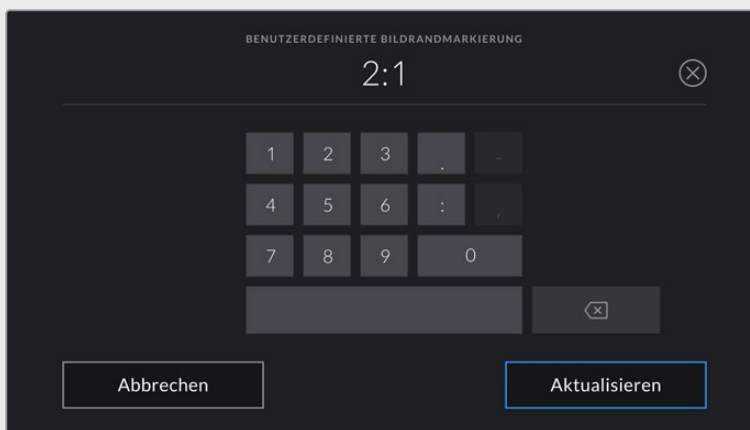 BENUTZERDEFINIERTE BILDRANDMARKIERUNG
2:1
1 2 3 . -
4 5 6 : ,
7 8 9 0
Abbrechen Aktualisieren